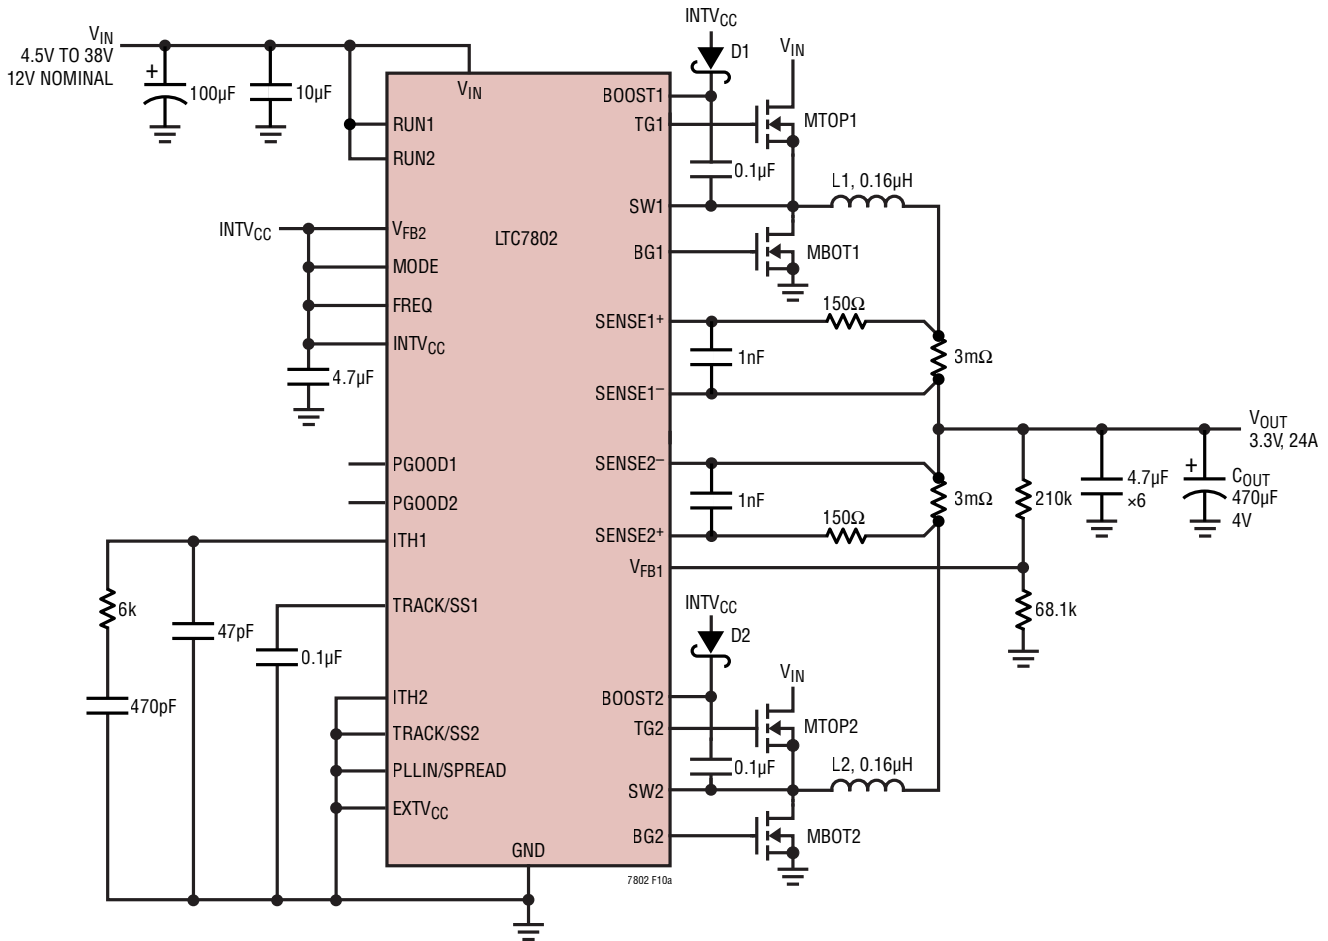 V_IN
4.5V TO 38V
12V NOMINAL
+
100µF
10µF
V_IN
RUN1
RUN2
INTV_CC
V_FB2
MODE
FREQ
INTV_CC
4.7µF
PGOOD1
PGOOD2
ITH1
6k
47pF
470pF
TRACK/SS1
0.1µF
ITH2
TRACK/SS2
PLLIN/SPREAD
EXTV_CC
GND
LTC7802
BOOST1
TG1
SW1
BG1
SENSE1+
SENSE1–
SENSE2–
SENSE2+
V_FB1
BOOST2
TG2
SW2
BG2
INTV_CC
D1
V_IN
MTOP1
0.1µF
L1, 0.16µH
MBOT1
150Ω
1nF
3mΩ
1nF
150Ω
3mΩ
V_OUT
3.3V, 24A
210k
68.1k
4.7µF
×6
+
C_OUT
470µF
4V
INTV_CC
D2
V_IN
MTOP2
0.1µF
L2, 0.16µH
MBOT2
7802 F10a